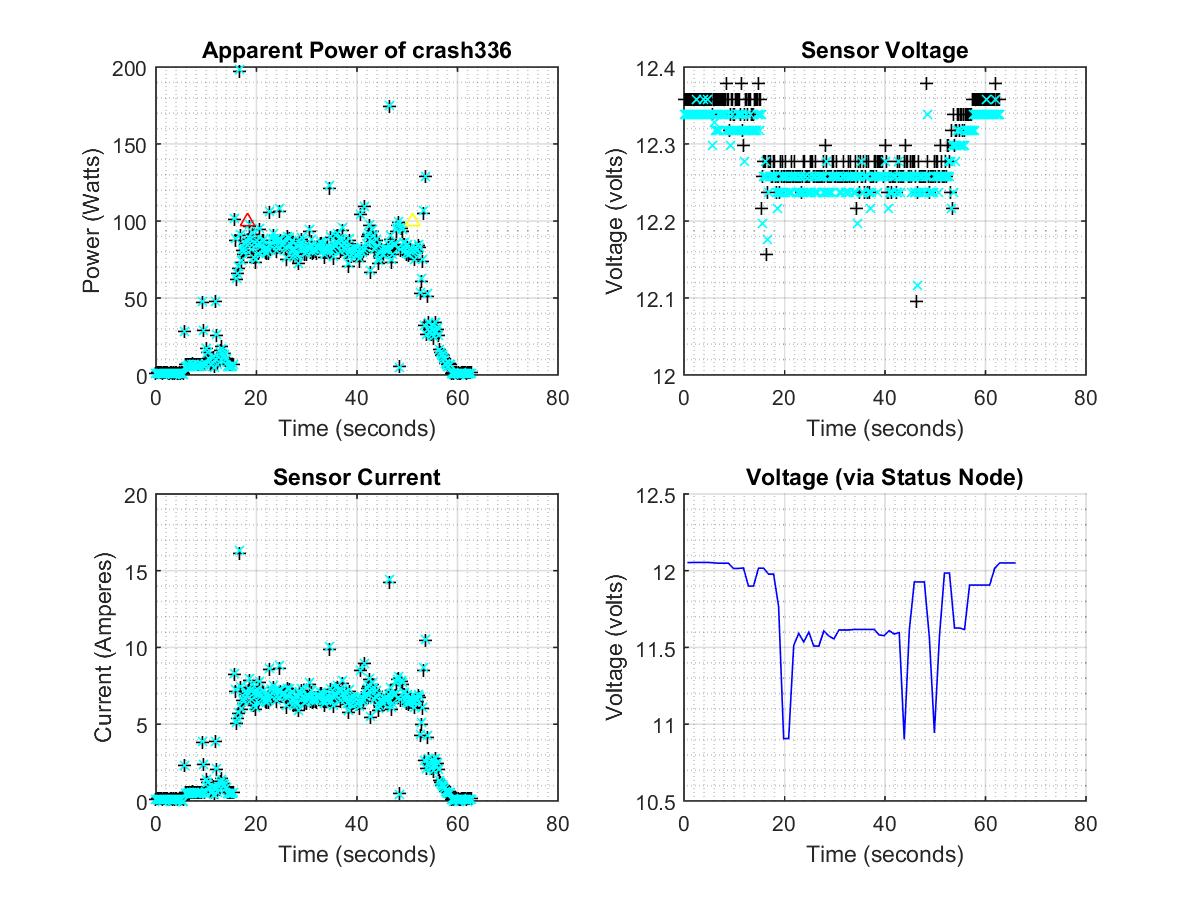 Apparent Power of crash336
200
150
100
50
0
Power (Watts)
0 20 40 60 80
Time (seconds)
Sensor Voltage
12.4
12.3
12.2
12.1
12
Voltage (volts)
0 20 40 60 80
Time (seconds)
Sensor Current
20
15
10
5
0
Current (Amperes)
0 20 40 60 80
Time (seconds)
Voltage (via Status Node)
12.5
12
11.5
11
10.5
Voltage (volts)
0 20 40 60 80
Time (seconds)